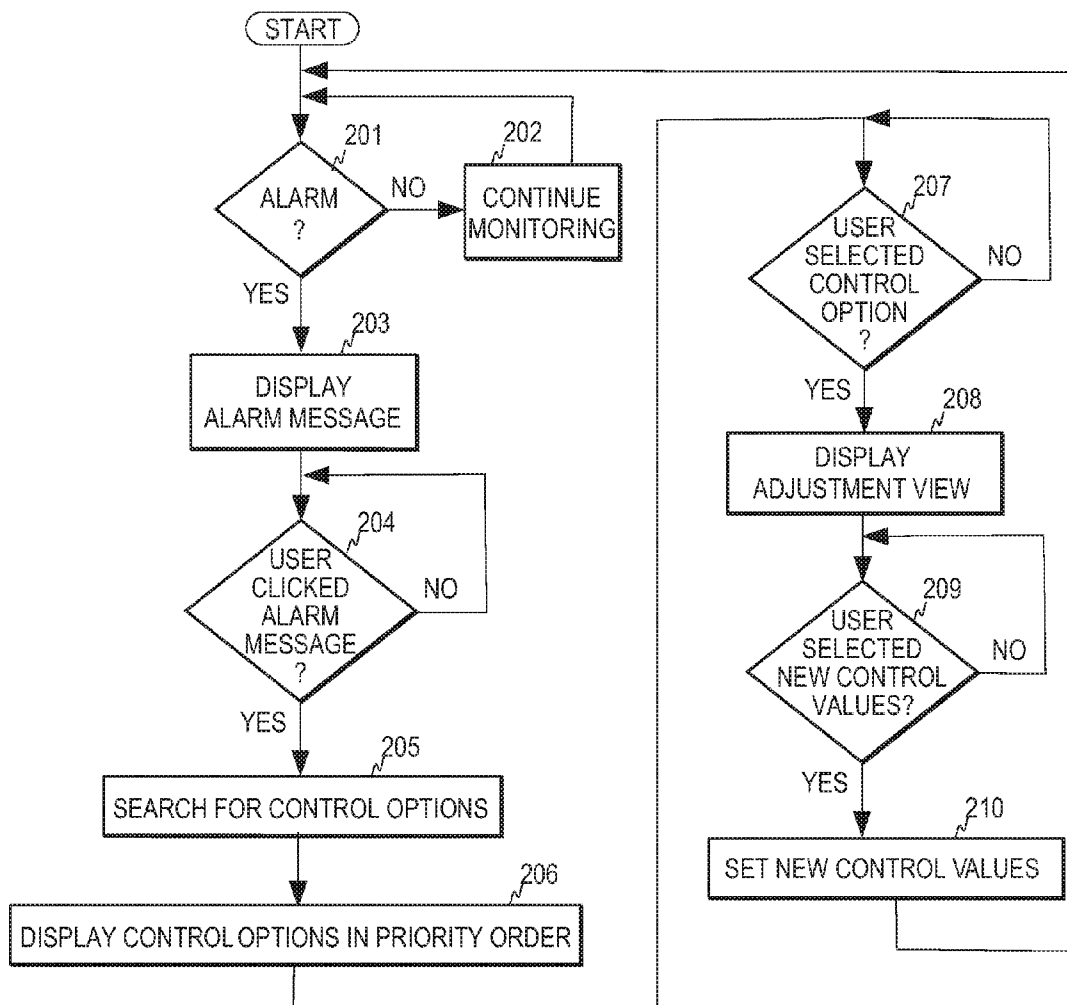 START
201
ALARM
?
NO
202
CONTINUE
MONITORING
YES
203
DISPLAY
ALARM MESSAGE
204
USER
CLICKED
ALARM
MESSAGE
?
NO
YES
205
SEARCH FOR CONTROL OPTIONS
206
DISPLAY CONTROL OPTIONS IN PRIORITY ORDER
207
USER
SELECTED
CONTROL
OPTION
?
NO
YES
208
DISPLAY
ADJUSTMENT VIEW
209
USER
SELECTED
NEW CONTROL
VALUES?
NO
YES
210
SET NEW CONTROL VALUES